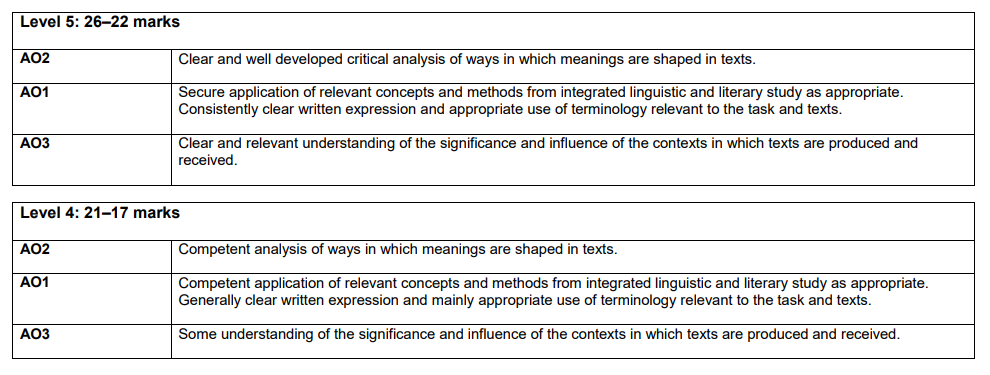 Level 5: 26–22 marks
AO2
Clear and well developed critical analysis of ways in which meanings are shaped in texts.
AO1
Secure application of relevant concepts and methods from integrated linguistic and literary study as appropriate.
Consistently clear written expression and appropriate use of terminology relevant to the task and texts.
AO3
Clear and relevant understanding of the significance and influence of the contexts in which texts are produced and
received.
Level 4: 21–17 marks
AO2
Competent analysis of ways in which meanings are shaped in texts.
AO1
Competent application of relevant concepts and methods from integrated linguistic and literary study as appropriate.
Generally clear written expression and mainly appropriate use of terminology relevant to the task and texts.
AO3
Some understanding of the significance and influence of the contexts in which texts are produced and received.